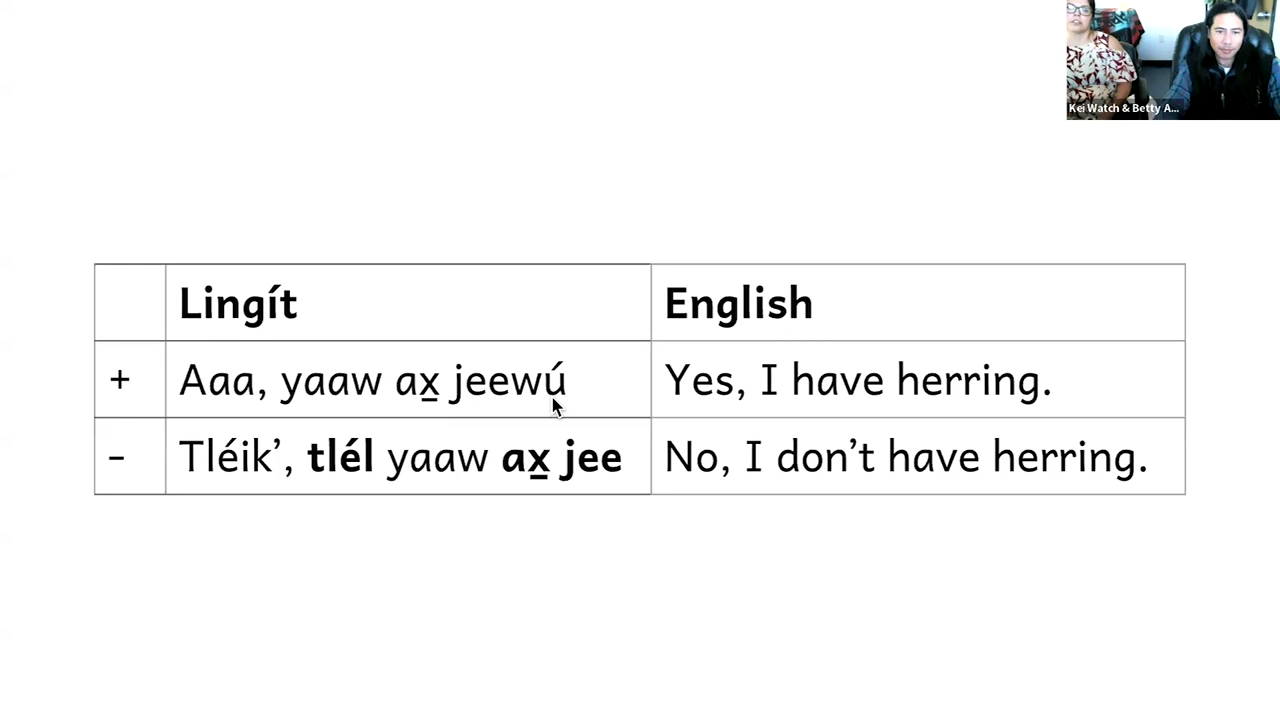 Kei Watch & Betty A...
Lingít English
+ Aaa, yaaw ax̲ jeewú Yes, I have herring.
- Tléik’, tlél yaaw ax̲ jee No, I don’t have herring.